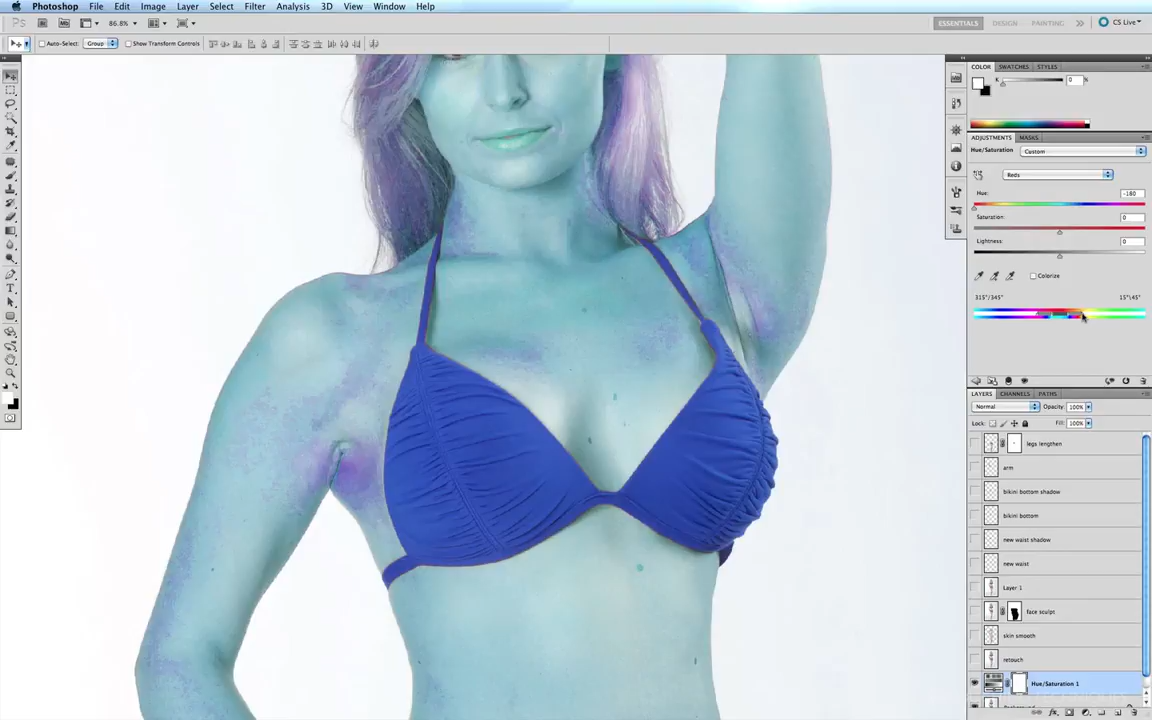 Photoshop File Edit Image Layer Select Filter Analysis 3D View Window Help
86.8% ESSENTIALS DESIGN PAINTING CS Live
Auto-Select: Group Show Transform Controls
COLOR SWATCHES STYLES
K 0 %
ADJUSTMENTS MASKS
Hue/Saturation Custom
Reds
Hue: -180
Saturation: 0
Lightness: 0
Colorize
315°/345° 15°\45°
LAYERS CHANNELS PATHS
Normal Opacity: 100%
Lock: Fill: 100%
legs lengthen
arm
bikini bottom shadow
bikini bottom
new waist shadow
new waist
Layer 1
face sculpt
skin smooth
retouch
Hue/Saturation 1